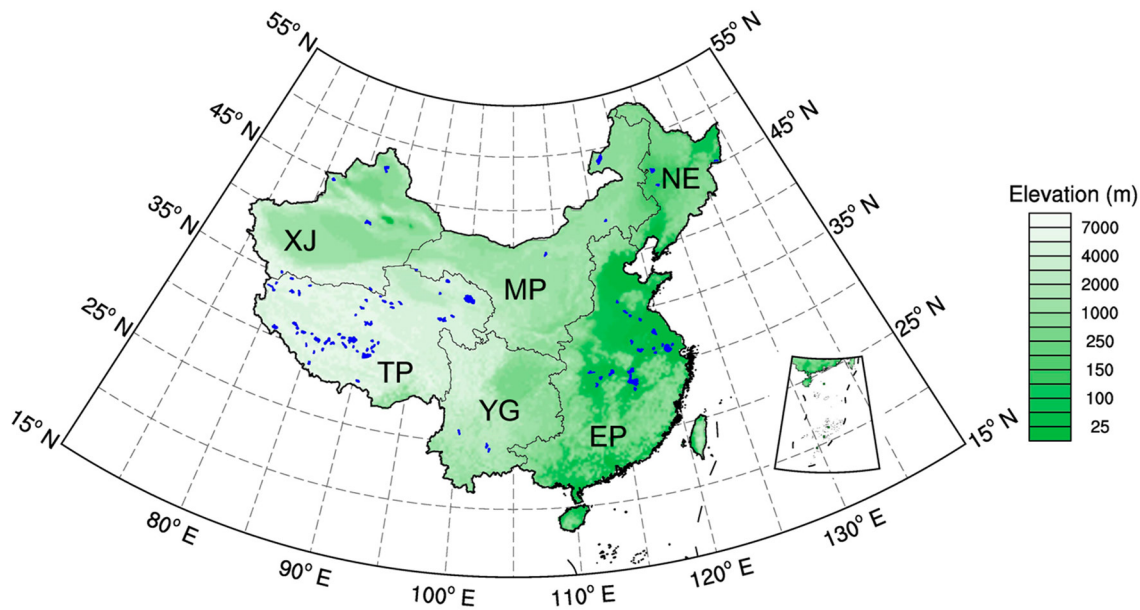 55° N
55° N
45° N
45° N
35° N
35° N
25° N
25° N
15° N
15° N
80° E
90° E
100° E
110° E
120° E
130° E
XJ
TP
MP
YG
EP
NE
Elevation (m)
7000
4000
2000
1000
250
150
100
25